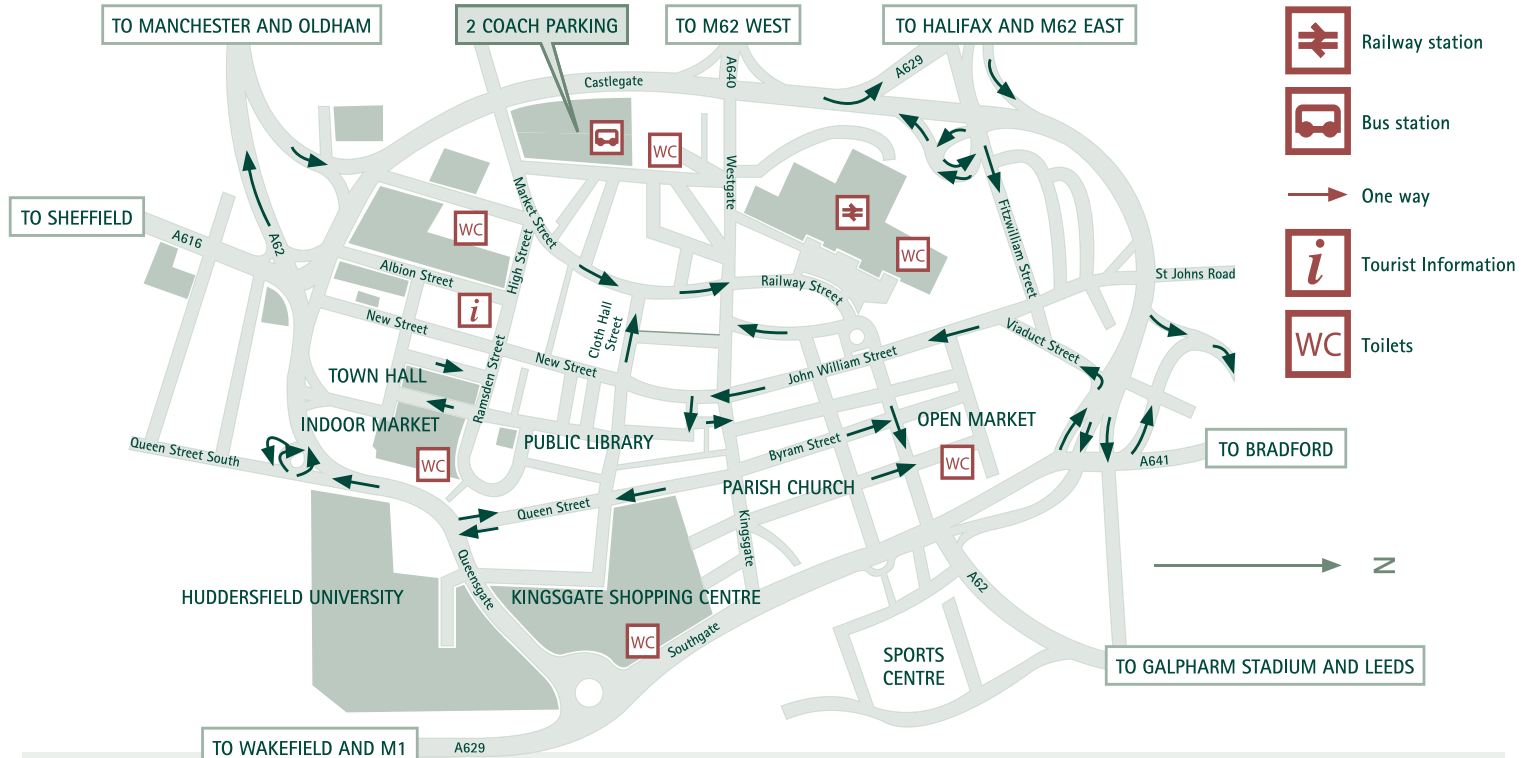 TO MANCHESTER AND OLDHAM
2 COACH PARKING
TO M62 WEST
TO HALIFAX AND M62 EAST
Railway station
Castlegate
A640
A629
Bus station
WC
Westgate
TO SHEFFIELD
A616
A62
Market Street
High Street
WC
WC
Fitzwilliam Street
One way
Albion Street
i
Railway Street
St Johns Road
i
Tourist Information
New Street
New Street
Cloth Hall
Street
Viaduct Street
WC
Toilets
TOWN HALL
Ramsden Street
John William Street
INDOOR MARKET
PUBLIC LIBRARY
OPEN MARKET
Queen Street South
WC
Byram Street
WC
A641
TO BRADFORD
PARISH CHURCH
Queen Street
Kingsgate
Queensgate
N
HUDDERSFIELD UNIVERSITY
KINGSGATE SHOPPING CENTRE
A62
WC
Southgate
SPORTS
CENTRE
TO GALPHARM STADIUM AND LEEDS
TO WAKEFIELD AND M1
A629